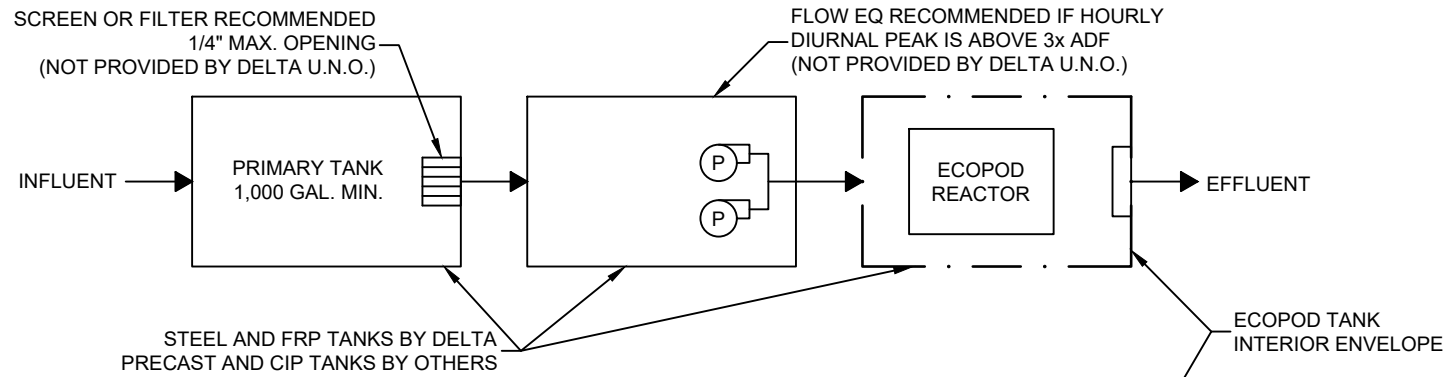 SCREEN OR FILTER RECOMMENDED
1/4" MAX. OPENING
(NOT PROVIDED BY DELTA U.N.O.)
FLOW EQ RECOMMENDED IF HOURLY
DIURNAL PEAK IS ABOVE 3x ADF
(NOT PROVIDED BY DELTA U.N.O.)
INFLUENT
PRIMARY TANK
1,000 GAL. MIN.
P
P
ECOPOD
REACTOR
EFFLUENT
STEEL AND FRP TANKS BY DELTA
PRECAST AND CIP TANKS BY OTHERS
ECOPOD TANK
INTERIOR ENVELOPE